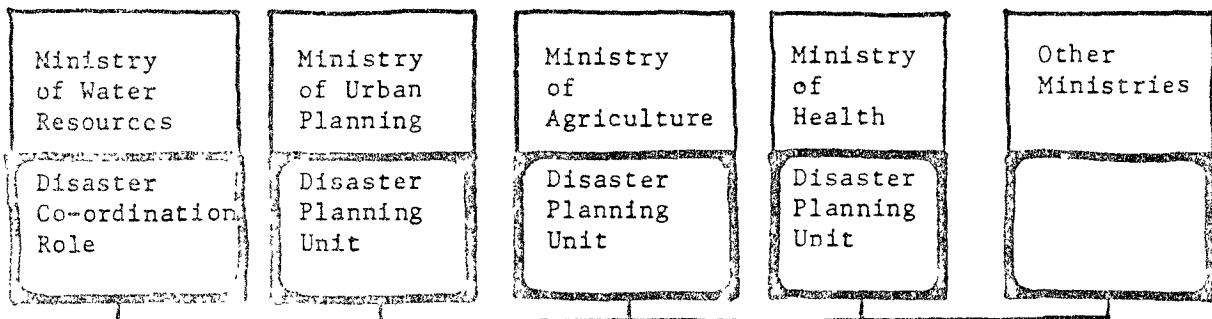 Ministry
of Water
Resources
Disaster
Co-ordination
Role
Ministry
of Urban
Planning
Disaster
Planning
Unit
Ministry
of
Agriculture
Disaster
Planning
Unit
Ministry
of
Health
Disaster
Planning
Unit
Other
Ministries